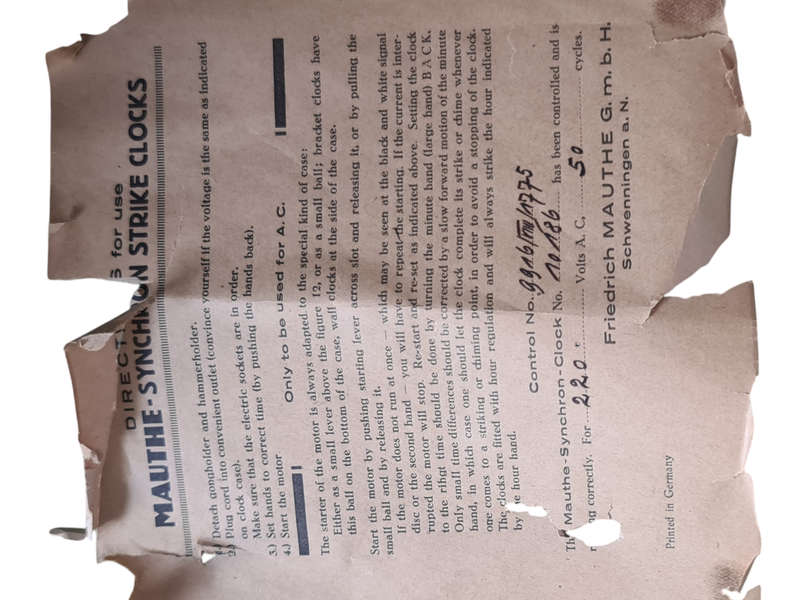 DIRECTI S for use
MAUTHE-SYNCHRON STRIKE CLOCKS
1.) Detach gongholder and hammerholder.
2.) Plug cord into convenient outlet (convince yourself if the voltage is the same as indicated
on clock case).
Make sure that the electric sockets are in order.
3.) Set hands to correct time (by pushing the hands back).
4.) Start the motor
Only to be used for A. C.
The starter of the motor is always adapted to the special kind of case:
Either as a small lever above the figure 12, or as a small ball; bracket clocks have
this ball on the bottom of the case, wall clocks at the side of the case.
Start the motor by pushing starting lever across slot and releasing it, or by pulling the
small ball and by releasing it.
If the motor does not run at once — which may be seen at the black and white signal
disc or the second hand — you will have to repeat the starting. If the current is inter-
rupted the motor will stop. Re-start and re-set as indicated above. Setting the clock
to the rihgt time should be done by turning the minute hand (large hand) BACK.
Only small time differences should be corrected by a slow forward motion of the minute
hand, in which case one should let the clock complete its strike or chime whenever
one comes to a striking or chiming point, in order to avoid a stopping of the clock.
The clocks are fitted with hour regulation and will always strike the hour indicated
by the hour hand.
Control No. 9916/VIII/1775
The Mauthe-Synchron-Clock No. 10186 has been controlled and is
running correctly. For 220 Volts A. C, 50 cycles.
Friedrich MAUTHE G. m. b. H.
Schwenningen a. N.
Printed in Germany